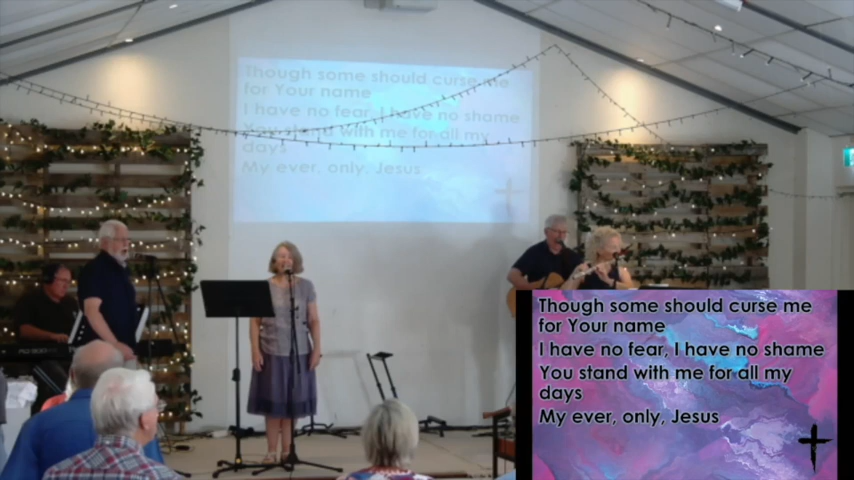 Though some should curse me
for Your name
I have no fear, I have no shame
You stand with me for all my
days
My ever, only, Jesus
Though some should curse me
for Your name
I have no fear, I have no shame
You stand with me for all my
days
My ever, only, Jesus